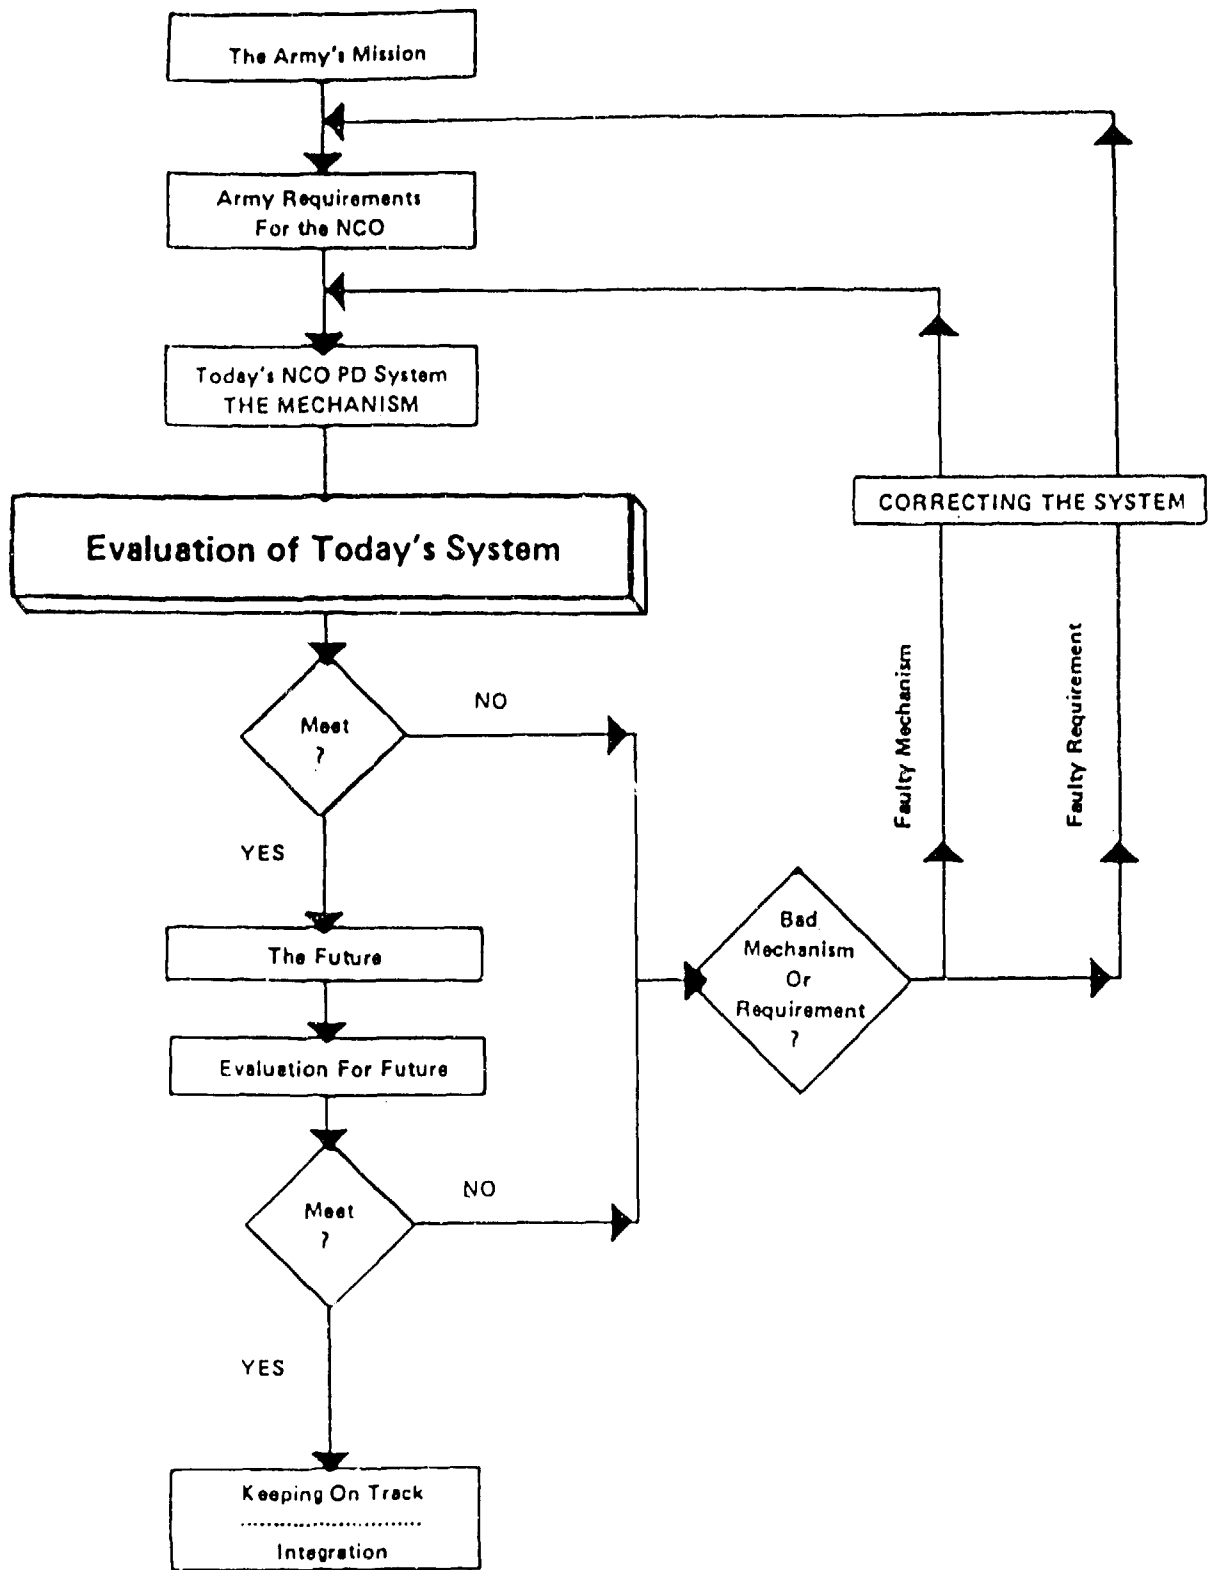 The Army's Mission
Army Requirements
For the NCO
Today's NCO PD System
THE MECHANISM
CORRECTING THE SYSTEM
Evaluation of Today's System
Faulty Mechanism
Faulty Requirement
NO
Meet
?
YES
Bad
Mechanism
Or
Requirement
?
The Future
Evaluation For Future
NO
Meet
?
YES
Keeping On Track
Integration